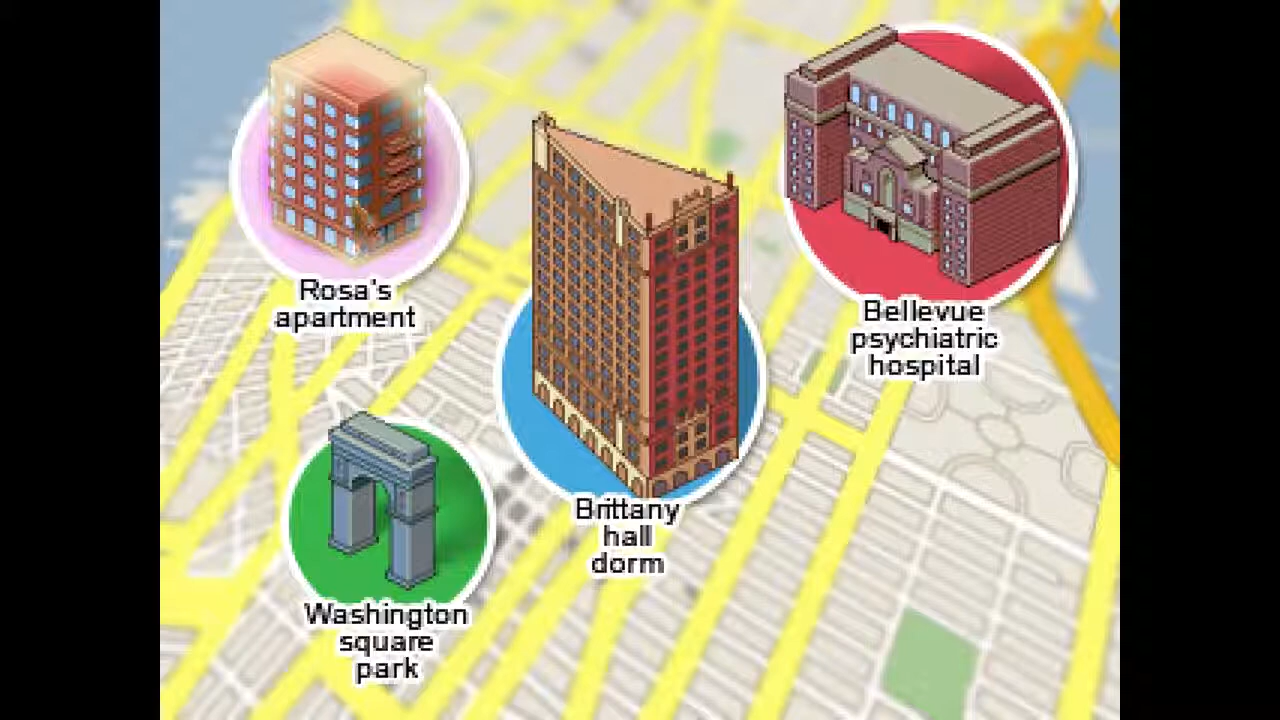 Rosa's
apartment
Bellevue
psychiatric
hospital
Brittany
hall
dorm
Washington
square
park